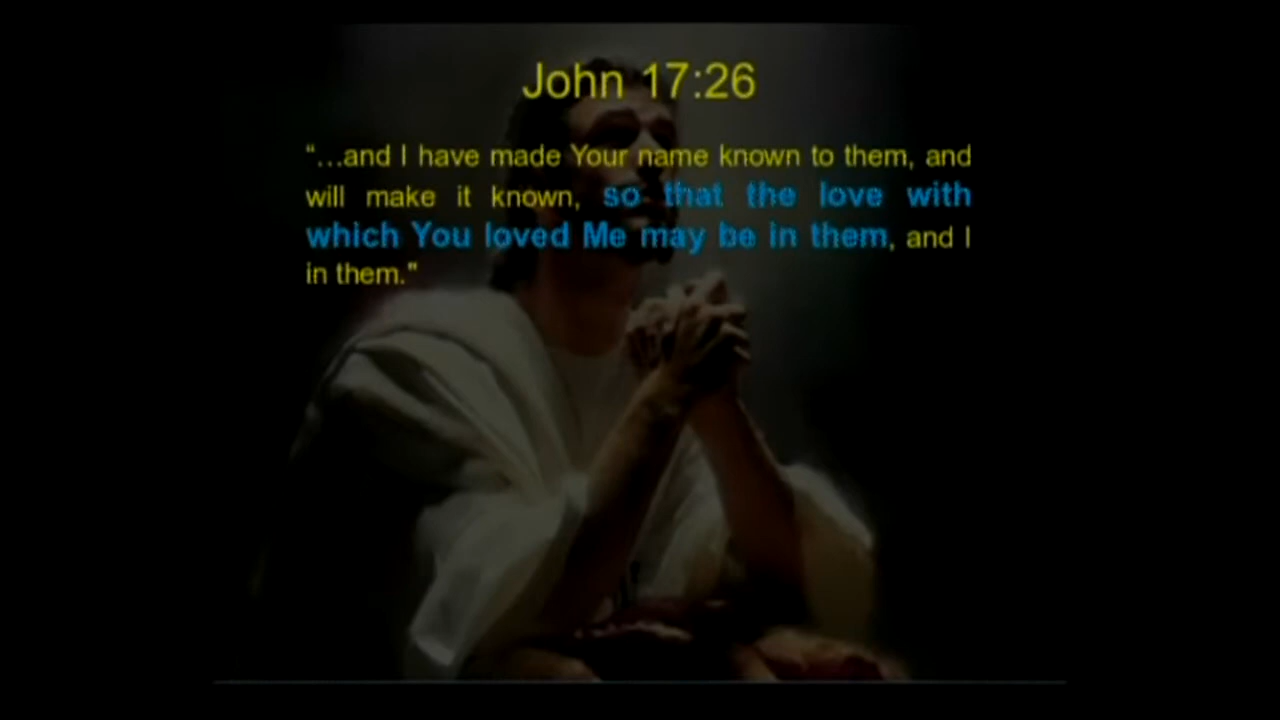 John 17:26
“…and I have made Your name known to them, and
will make it known, so that the love with
which You loved Me may be in them, and I
in them."